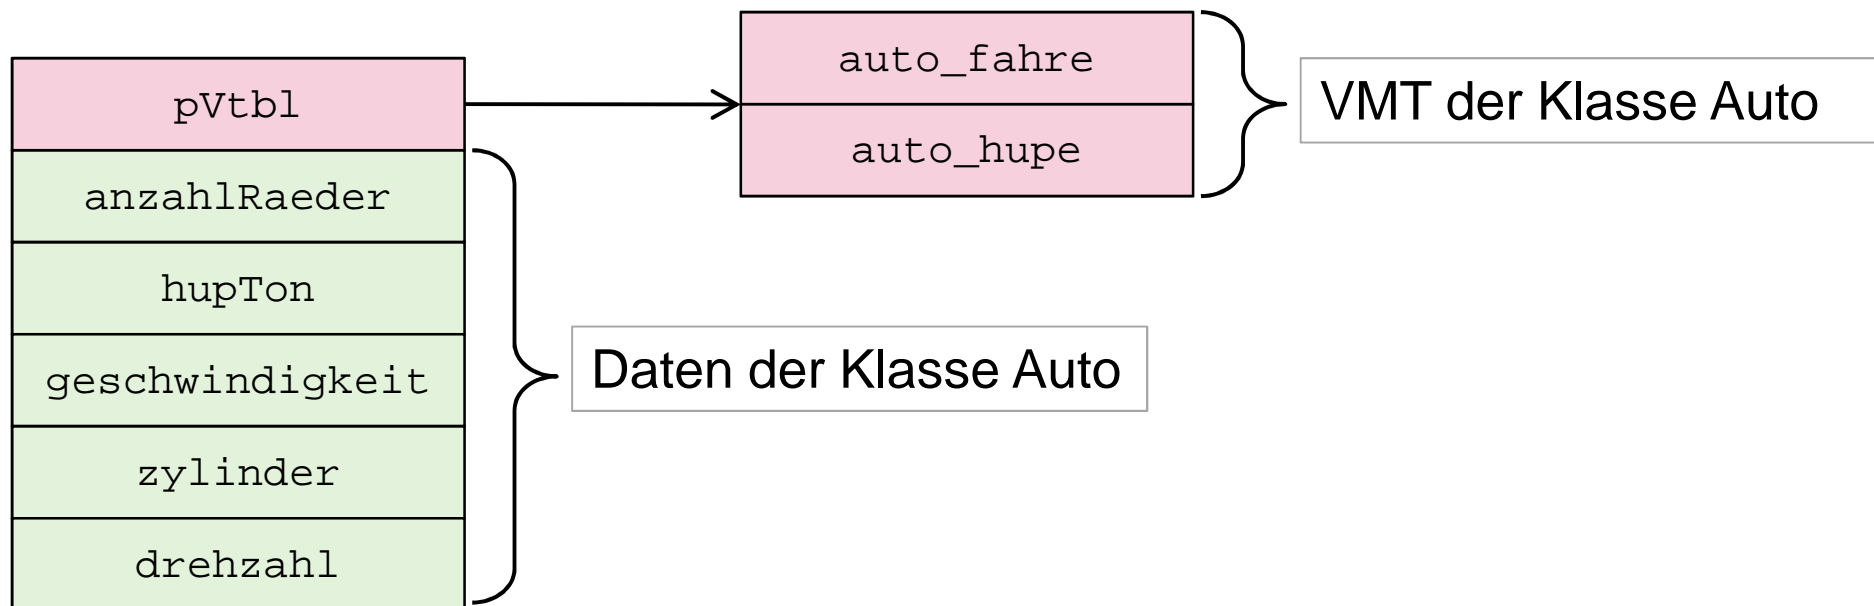 pVtbl
anzahlRaeder
hupTon
geschwindigkeit
zylinder
drehzahl
Daten der Klasse Auto
auto_fahre
auto_hupe
VMT der Klasse Auto